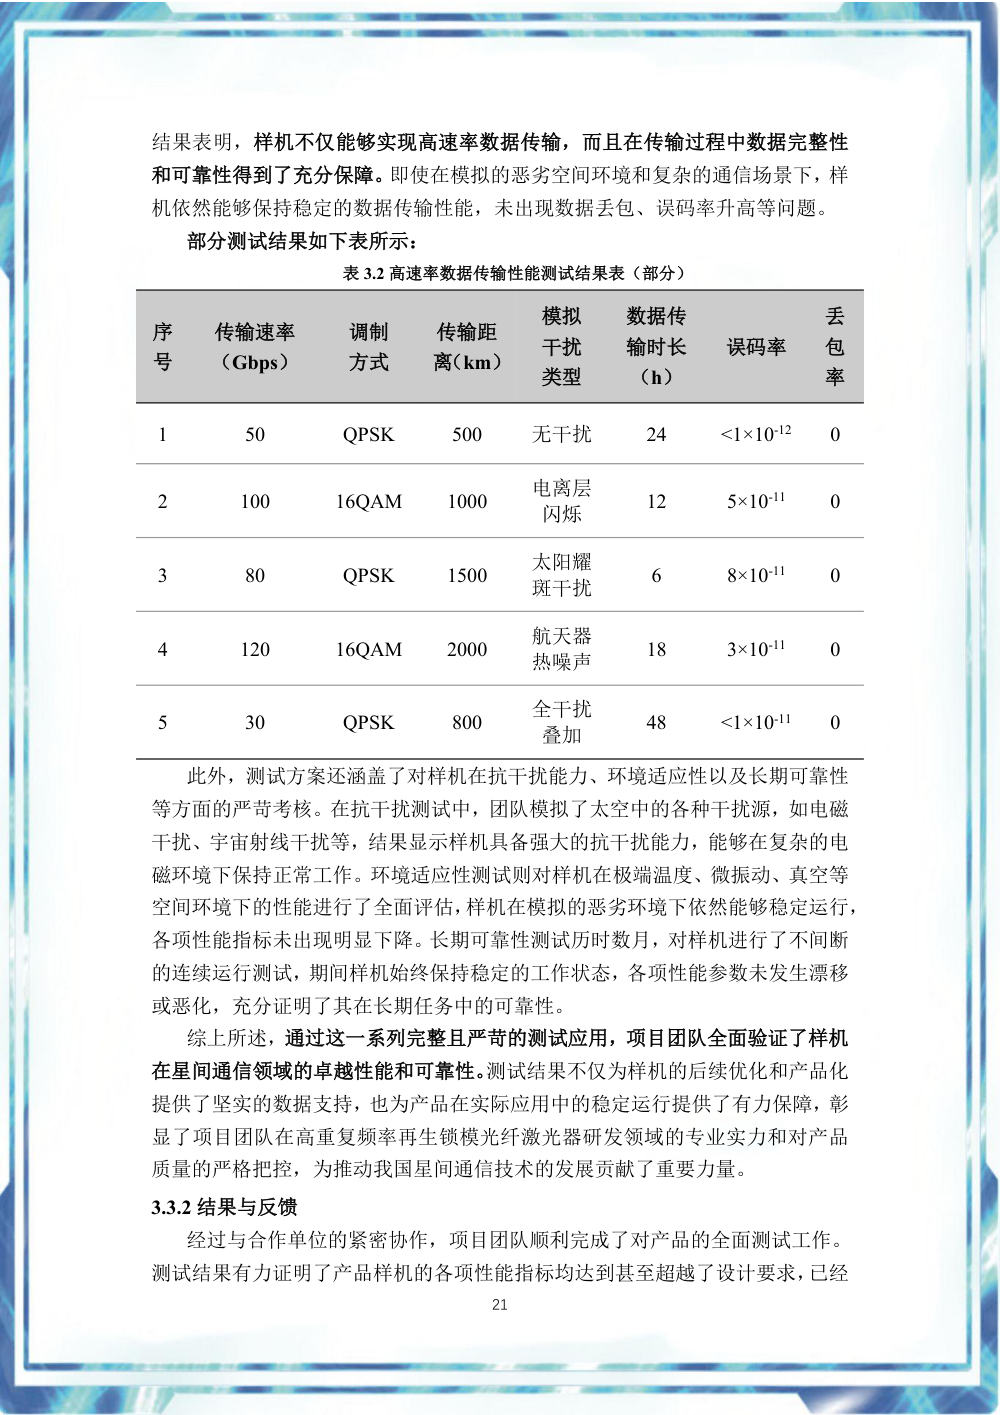 结果表明，样机不仅能够实现高速率数据传输，而且在传输过程中数据完整性
和可靠性得到了充分保障。即使在模拟的恶劣空间环境和复杂的通信场景下，样
机依然能够保持稳定的数据传输性能，未出现数据丢包、误码率升高等问题。
部分测试结果如下表所示：
表 3.2 高速率数据传输性能测试结果表（部分）
序号 传输速率（Gbps） 调制方式 传输距离（km） 模拟干扰类型 数据传输时长（h） 误码率 丢包率
1 50 QPSK 500 无干扰 24 <1×10⁻¹² 0
2 100 16QAM 1000 电离层闪烁 12 5×10⁻¹¹ 0
3 80 QPSK 1500 太阳耀斑干扰 6 8×10⁻¹¹ 0
4 120 16QAM 2000 航天器热噪声 18 3×10⁻¹¹ 0
5 30 QPSK 800 全干扰叠加 48 <1×10⁻¹¹ 0
此外，测试方案还涵盖了对样机在抗干扰能力、环境适应性以及长期可靠性
等方面的严苛考核。在抗干扰测试中，团队模拟了太空中的各种干扰源，如电磁
干扰、宇宙射线干扰等，结果显示样机具备强大的抗干扰能力，能够在复杂的电
磁环境下保持正常工作。环境适应性测试则对样机在极端温度、微振动、真空等
空间环境下的性能进行了全面评估，样机在模拟的恶劣环境下依然能够稳定运行，
各项性能指标未出现明显下降。长期可靠性测试历时数月，对样机进行了不间断
的连续运行测试，期间样机始终保持稳定的工作状态，各项性能参数未发生漂移
或恶化，充分证明了其在长期任务中的可靠性。
综上所述，通过这一系列完整且严苛的测试应用，项目团队全面验证了样机
在星间通信领域的卓越性能和可靠性。测试结果不仅为样机的后续优化和产品化
提供了坚实的数据支持，也为产品在实际应用中的稳定运行提供了有力保障，彰
显了项目团队在高重复频率再生锁模光纤激光器研发领域的专业实力和对产品
质量的严格把控，为推动我国星间通信技术的发展贡献了重要力量。
3.3.2 结果与反馈
经过与合作单位的紧密协作，项目团队顺利完成了对产品的全面测试工作。
测试结果有力证明了产品样机的各项性能指标均达到甚至超越了设计要求，已经
21